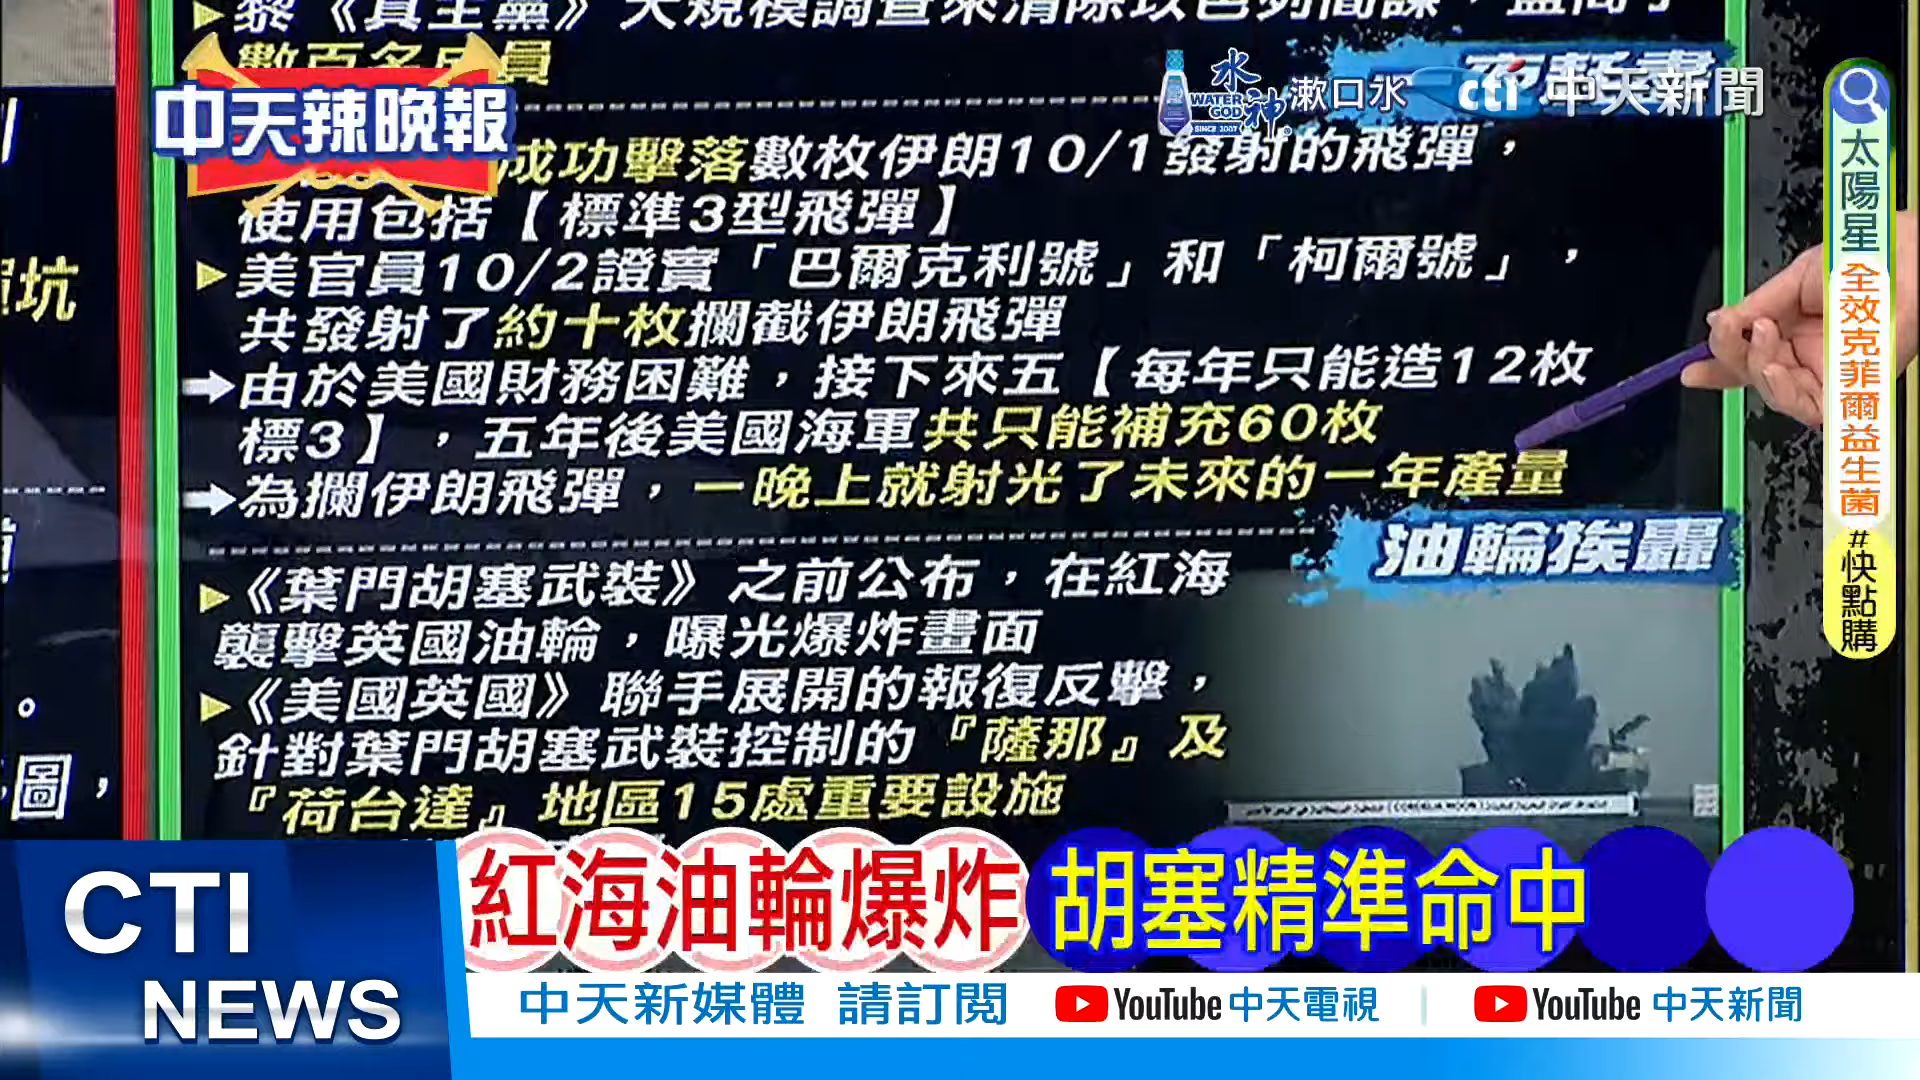 數百多成員
中天辣晚報
水神
WATER GOD
SINCE 2007
漱口水
cti 中天新聞
成功擊落數枚伊朗10/1發射的飛彈，
使用包括【標準3型飛彈】
美官員10/2證實「巴爾克利號」和「柯爾號」，
共發射了約十枚攔截伊朗飛彈
由於美國財務困難，接下來五【每年只能造12枚
標3】，五年後美國海軍共只能補充60枚
為攔伊朗飛彈，一晚上就射光了未來的一年產量
油輪挨轟
《葉門胡塞武裝》之前公布，在紅海
襲擊英國油輪，曝光爆炸畫面
《美國英國》聯手展開的報復反擊，
針對葉門胡塞武裝控制的『薩那』及
『荷台達』地區15處重要設施
坑
。
圖，
太陽星 全效克菲爾益生菌 #快點購
紅海油輪爆炸 胡塞精準命中
CTI NEWS
中天新媒體 請訂閱 YouTube 中天電視 | YouTube 中天新聞